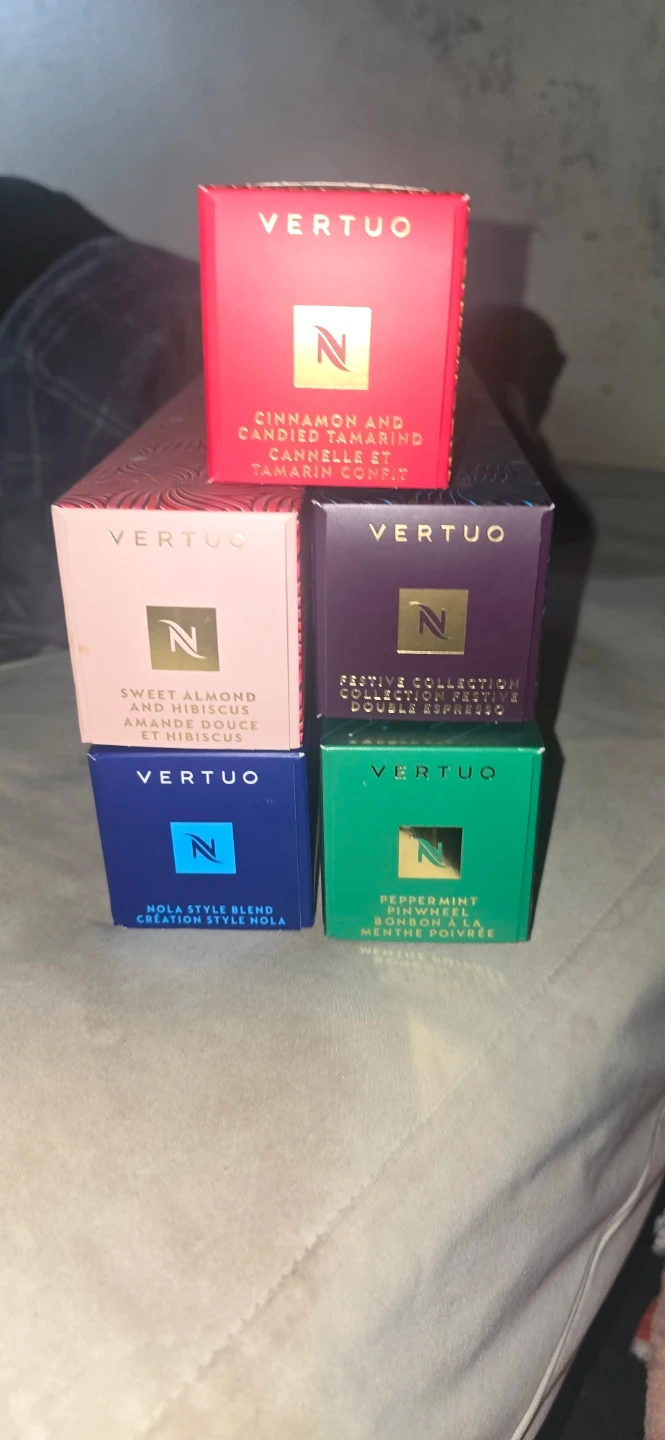 VERTUO
N
CINNAMON AND
CANDIED TAMARIND
CANNELLE ET
TAMARIN CONFIT
VERTUO
N
SWEET ALMOND
AND HIBISCUS
AMANDE DOUCE
ET HIBISCUS
VERTUO
N
FESTIVE COLLECTION
COLLECTION FESTIVE
DOUBLE ESPRESSO
VERTUO
N
NOLA STYLE BLEND
CRÉATION STYLE NOLA
VERTUO
N
PEPPERMINT
PINWHEEL
BONBON À LA
MENTHE POIVRÉE